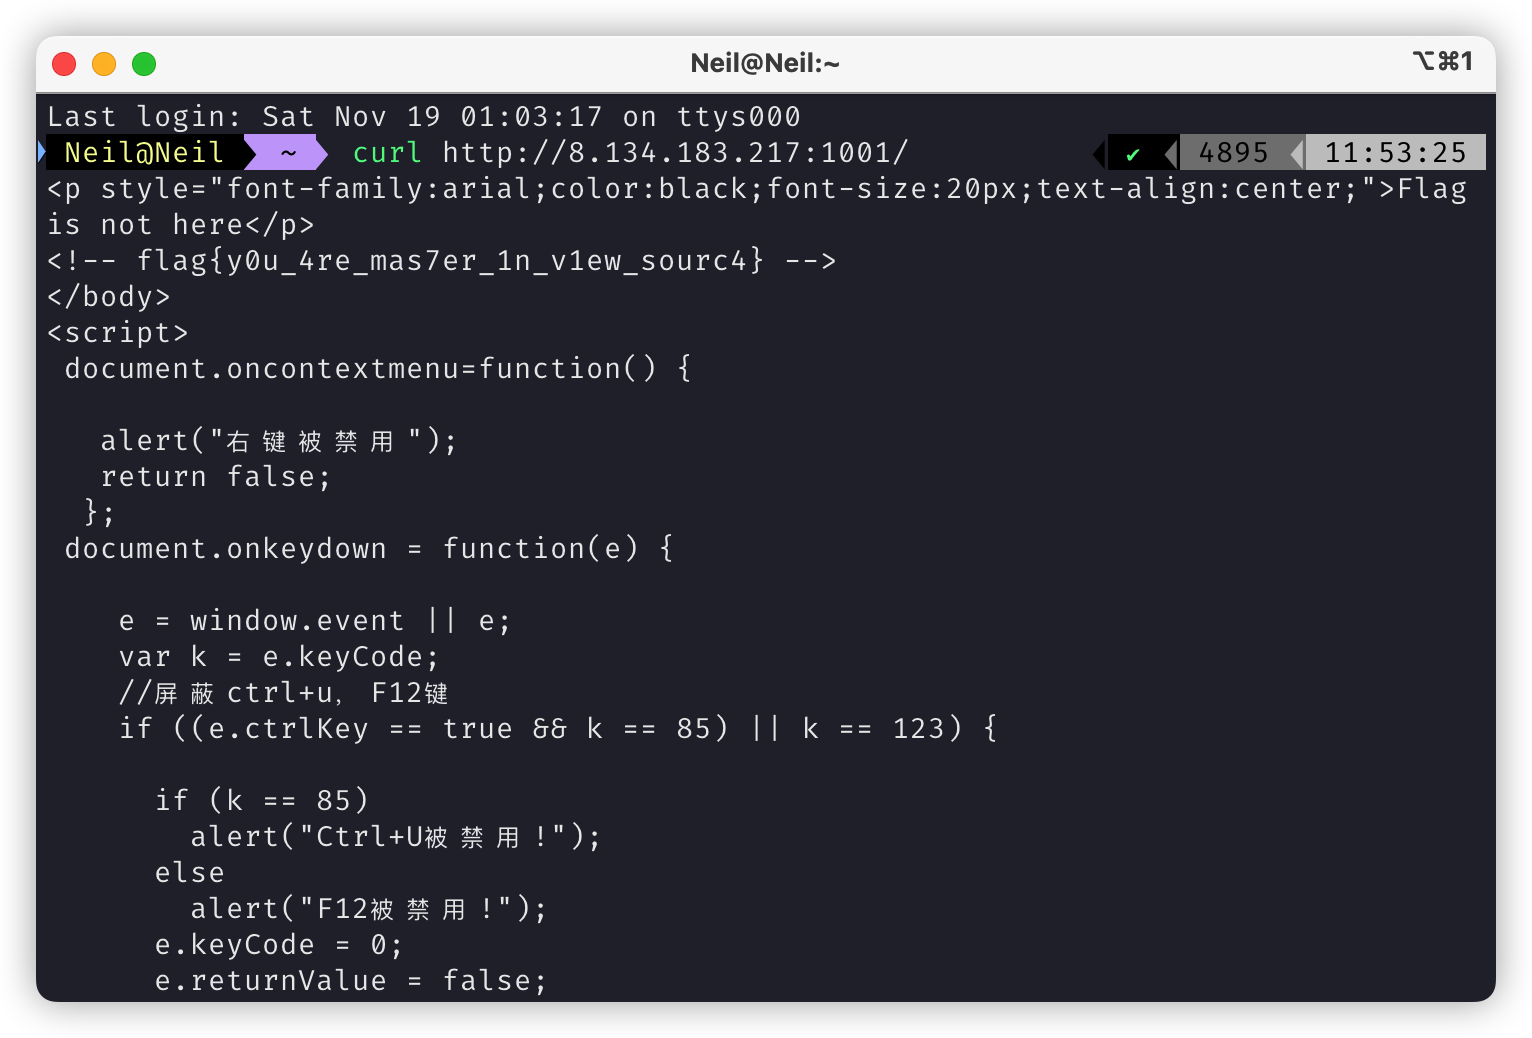 Neil@Neil:~
⌥⌘1
Last login: Sat Nov 19 01:03:17 on ttys000
Neil@Neil ~ curl http://8.134.183.217:1001/ ✔ 4895 11:53:25
<p style="font-family:arial;color:black;font-size:20px;text-align:center;">Flag
is not here</p>
<!-- flag{y0u_4re_mas7er_1n_v1ew_sourc4} -->
</body>
<script>
document.oncontextmenu=function() {
alert("右键被禁用");
return false;
};
document.onkeydown = function(e) {
e = window.event || e;
var k = e.keyCode;
//屏蔽ctrl+u, F12键
if ((e.ctrlKey == true && k == 85) || k == 123) {
if (k == 85)
alert("Ctrl+U被禁用!");
else
alert("F12被禁用!");
e.keyCode = 0;
e.returnValue = false;